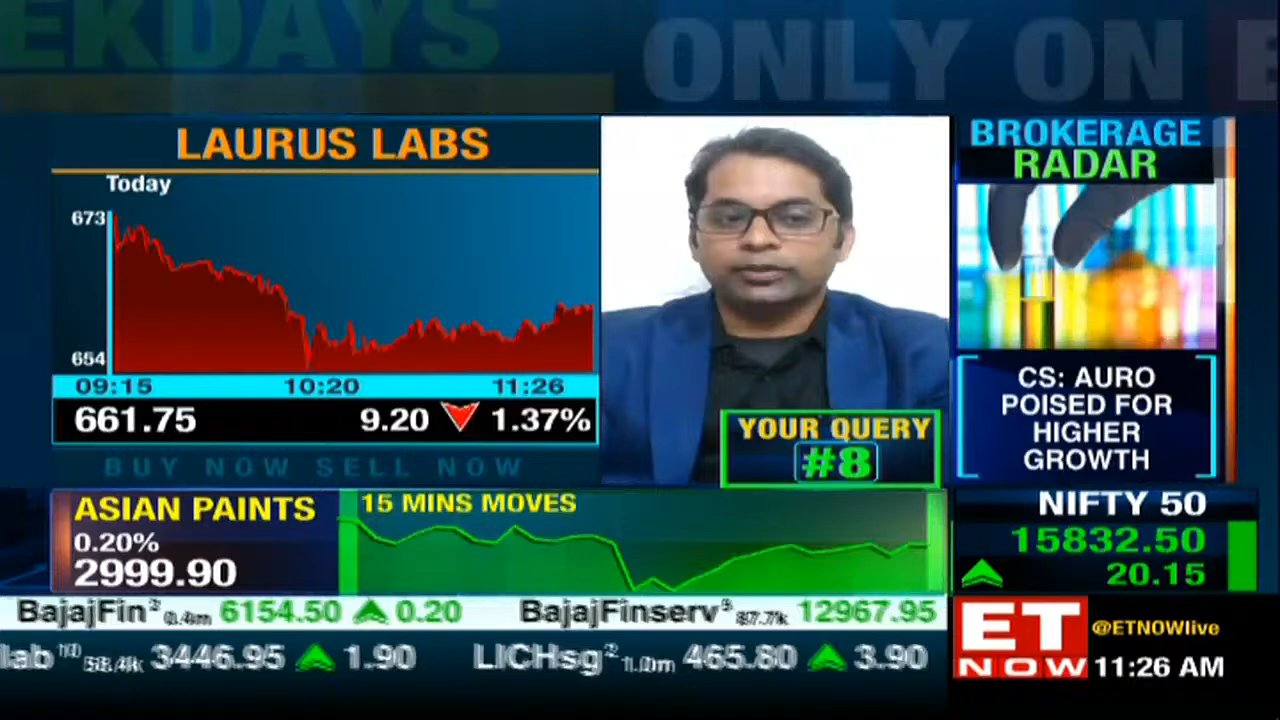 EKDAYS
ONLY ON E
LAURUS LABS
Today
673
654
09:15 10:20 11:26
661.75 9.20 1.37%
BUY NOW SELL NOW
YOUR QUERY
#8
BROKERAGE
RADAR
CS: AURO
POISED FOR
HIGHER
GROWTH
ASIAN PAINTS
0.20%
2999.90
15 MINS MOVES
NIFTY 50
15832.50
20.15
BajajFin 6154.50 0.20 BajajFinserv 12967.95
lab 3446.95 1.90 LICHsg 465.80 3.90
ET
NOW
@ETNOWlive
11:26 AM